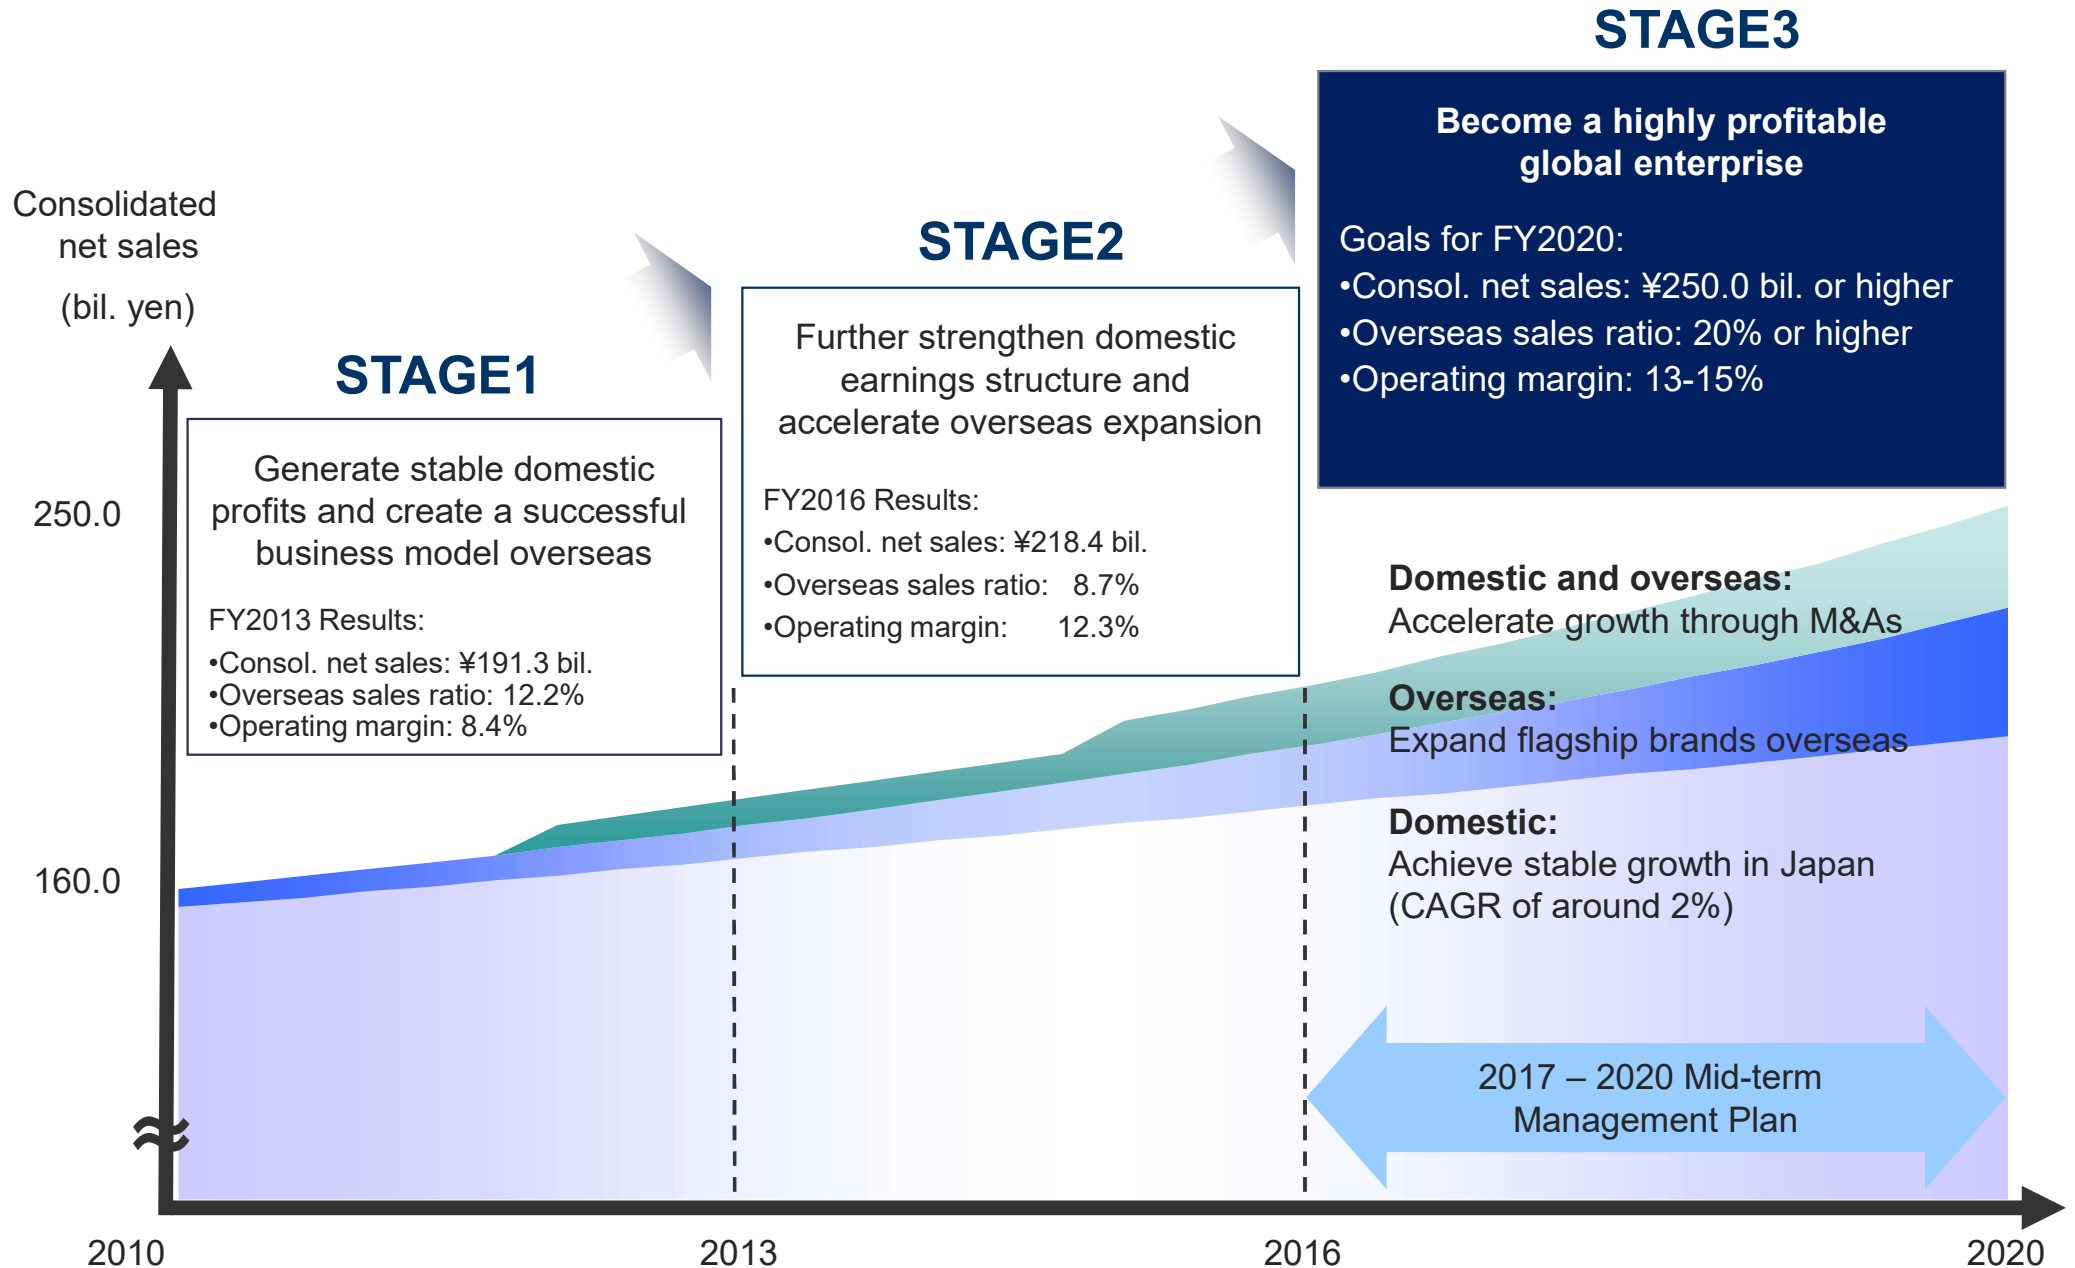 STAGE3
Become a highly profitable
global enterprise
Goals for FY2020:
•Consol. net sales: ¥250.0 bil. or higher
•Overseas sales ratio: 20% or higher
•Operating margin: 13-15%
STAGE2
Further strengthen domestic
earnings structure and
accelerate overseas expansion
FY2016 Results:
•Consol. net sales: ¥218.4 bil.
•Overseas sales ratio: 8.7%
•Operating margin: 12.3%
Consolidated
net sales
(bil. yen)
STAGE1
Generate stable domestic
profits and create a successful
business model overseas
FY2013 Results:
•Consol. net sales: ¥191.3 bil.
•Overseas sales ratio: 12.2%
•Operating margin: 8.4%
250.0
160.0
Domestic and overseas:
Accelerate growth through M&As
Overseas:
Expand flagship brands overseas
Domestic:
Achieve stable growth in Japan
(CAGR of around 2%)
2017 – 2020 Mid-term
Management Plan
2010
2013
2016
2020